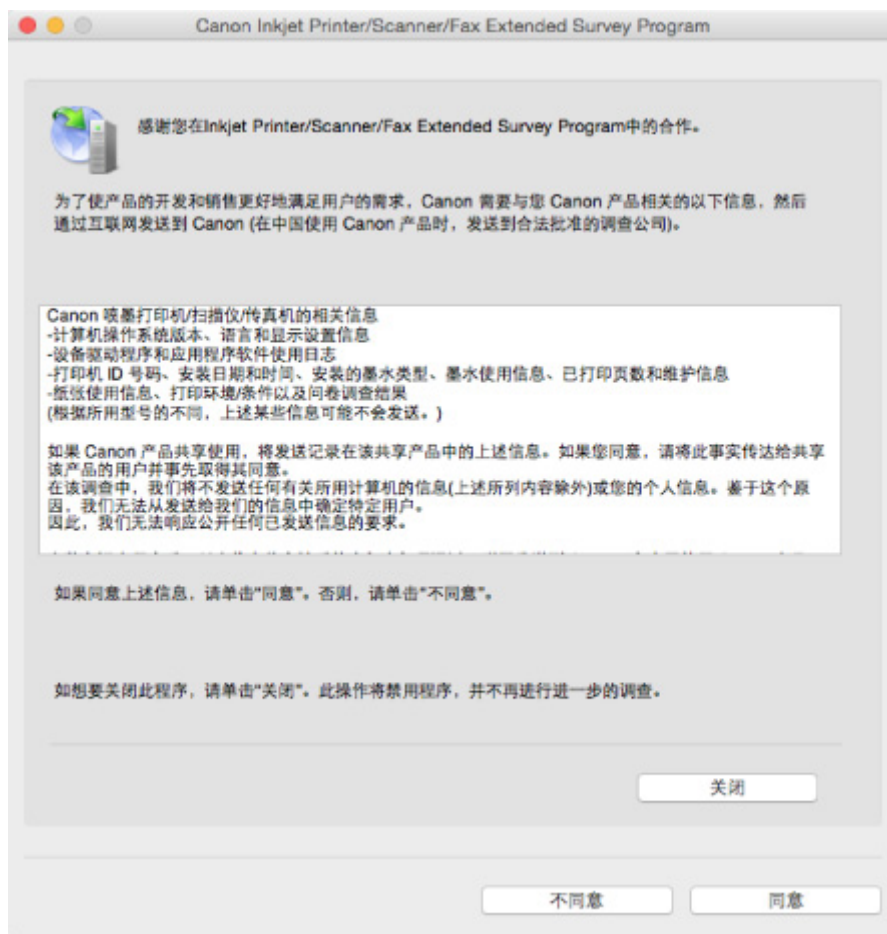 Canon Inkjet Printer/Scanner/Fax Extended Survey Program
感谢您在Inkjet Printer/Scanner/Fax Extended Survey Program中的合作。
为了使产品的开发和销售更好地满足用户的需求，Canon 需要与您 Canon 产品相关的以下信息，然后
通过互联网发送到 Canon (在中国使用 Canon 产品时，发送到合法批准的调查公司)。
Canon 喷墨打印机/扫描仪/传真机的相关信息
-计算机操作系统版本、语言和显示设置信息
-设备驱动程序和应用程序软件使用日志
-打印机 ID 号码、安装日期和时间、安装的墨水类型、墨水使用信息、已打印页数和维护信息
-纸张使用信息、打印环境/条件以及问卷调查结果
(根据所用型号的不同，上述某些信息可能不会发送。)
如果 Canon 产品共享使用，将发送记录在该共享产品中的上述信息。如果您同意，请将此事实传达给共享
该产品的用户并事先取得其同意。
在该调查中，我们将不发送任何有关所用计算机的信息(上述所列内容除外)或您的个人信息。鉴于这个原
因，我们无法从发送给我们的信息中确定特定用户。
因此，我们无法响应公开任何已发送信息的要求。
如果同意上述信息，请单击"同意"。否则，请单击"不同意"。
如想要关闭此程序，请单击"关闭"。此操作将禁用程序，并不再进行进一步的调查。
关闭
不同意
同意